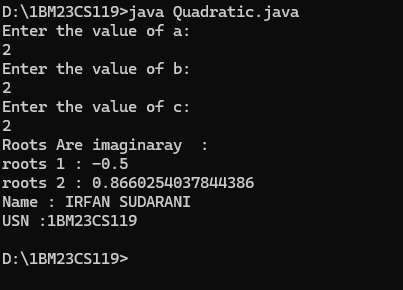 D:\1BM23CS119>java Quadratic.java
Enter the value of a:
2
Enter the value of b:
2
Enter the value of c:
2
Roots Are imaginaray  :
roots 1 : -0.5
roots 2 : 0.8660254037844386
Name : IRFAN SUDARANI
USN :1BM23CS119
D:\1BM23CS119>